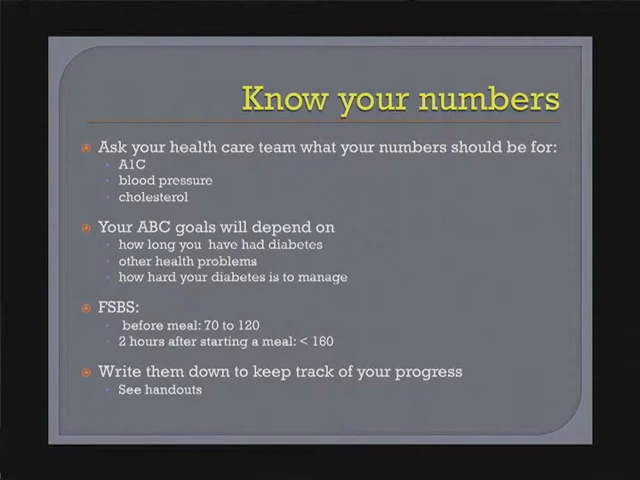 Know your numbers
Ask your health care team what your numbers should be for:
A1C
blood pressure
cholesterol
Your ABC goals will depend on
how long you have had diabetes
other health problems
how hard your diabetes is to manage
FSBS:
before meal: 70 to 120
2 hours after starting a meal: < 160
Write them down to keep track of your progress
See handouts